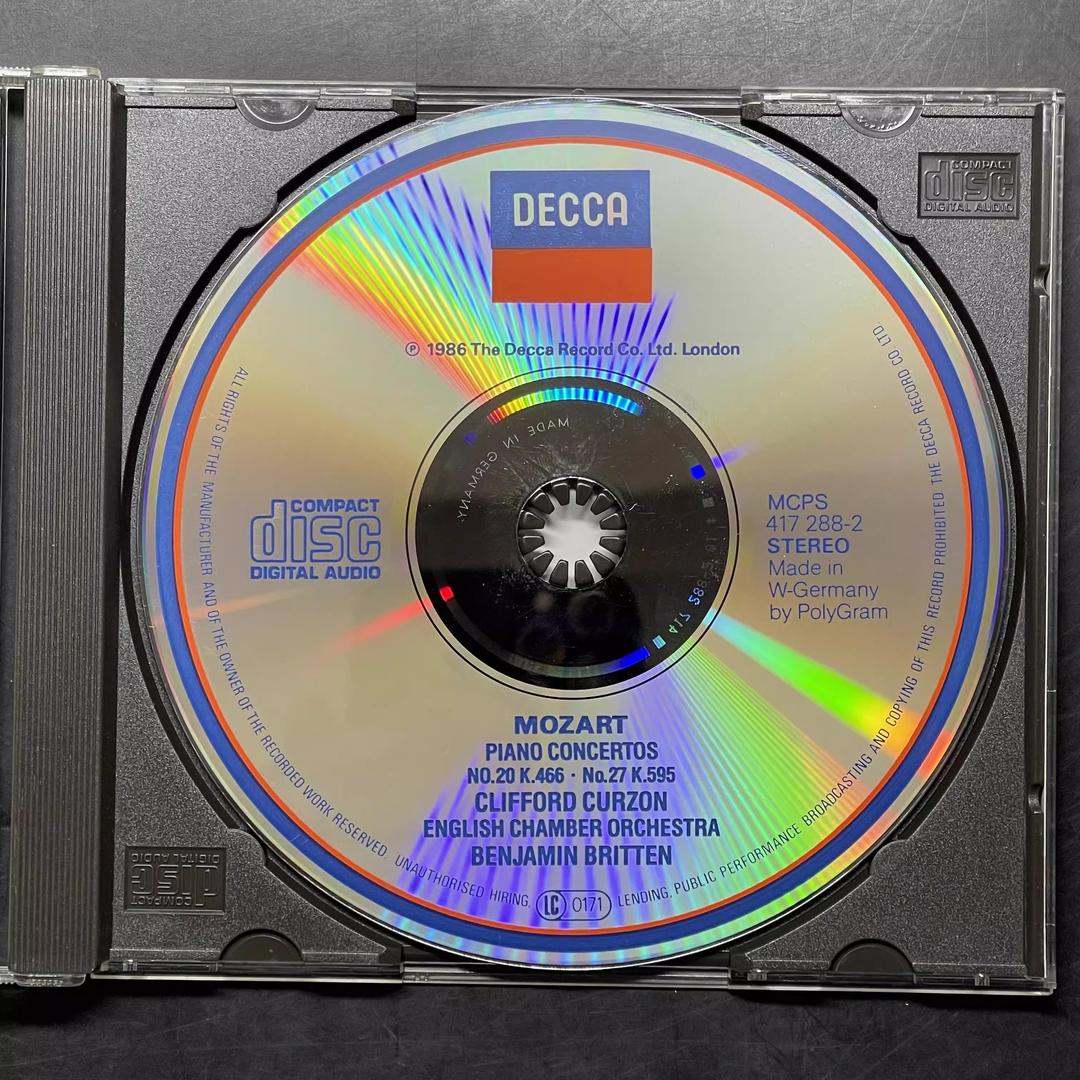 DECCA
℗ 1986 The Decca Record Co. Ltd. London
MADE IN GERMANY
COMPACT
disc
DIGITAL AUDIO
MCPS
417 288-2
STEREO
Made in
W-Germany
by PolyGram
MOZART
PIANO CONCERTOS
NO.20 K.466 · No.27 K.595
CLIFFORD CURZON
ENGLISH CHAMBER ORCHESTRA
BENJAMIN BRITTEN
LC 0171
ALL RIGHTS OF THE MANUFACTURER AND OF THE OWNER OF THE RECORDED WORK RESERVED. UNAUTHORISED HIRING, LENDING, PUBLIC PERFORMANCE BROADCASTING AND COPYING OF THIS RECORD PROHIBITED THE DECCA RECORD CO LTD.
COMPACT
disc
DIGITAL AUDIO
COMPACT
disc
DIGITAL AUDIO